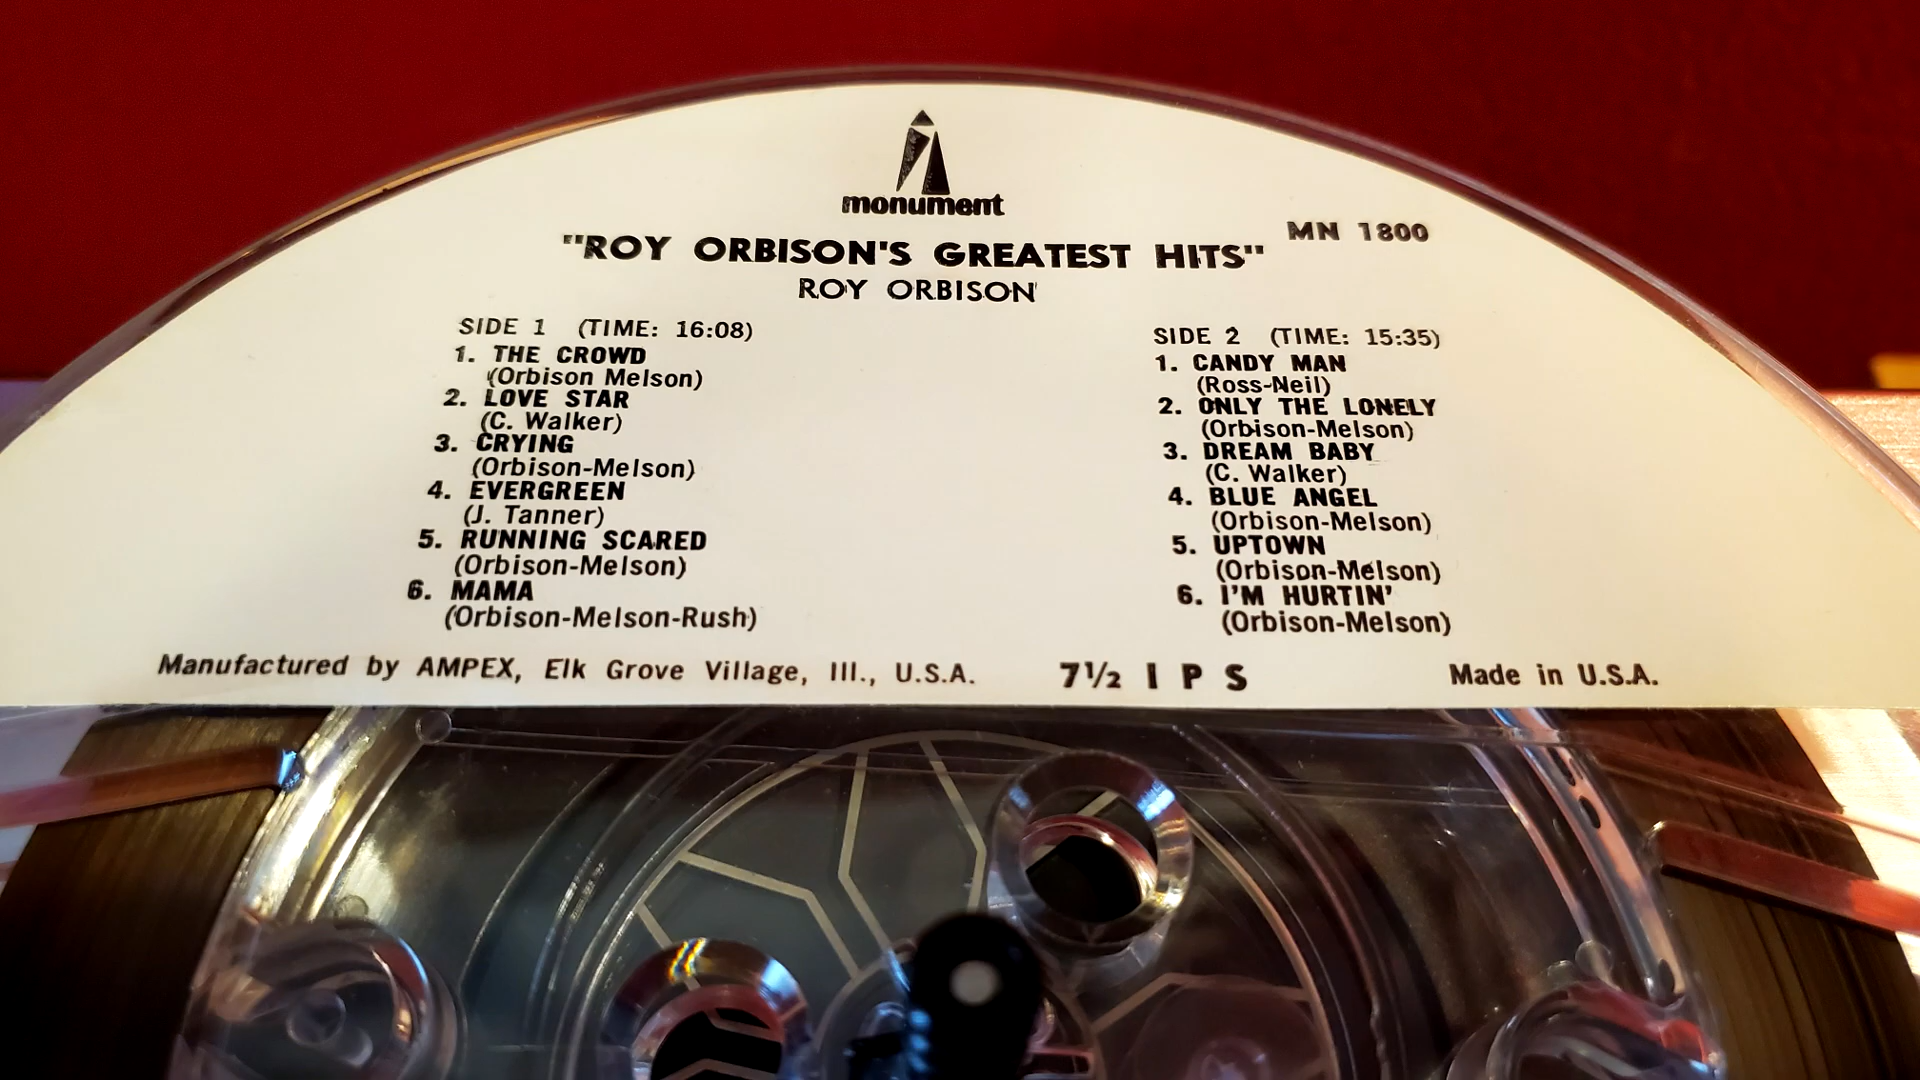 monument
MN 1800
"ROY ORBISON'S GREATEST HITS"
ROY ORBISON
SIDE 1 (TIME: 16:08)
1. THE CROWD
(Orbison Melson)
2. LOVE STAR
(C. Walker)
3. CRYING
(Orbison-Melson)
4. EVERGREEN
(J. Tanner)
5. RUNNING SCARED
(Orbison-Melson)
6. MAMA
(Orbison-Melson-Rush)
SIDE 2 (TIME: 15:35)
1. CANDY MAN
(Ross-Neil)
2. ONLY THE LONELY
(Orbison-Melson)
3. DREAM BABY
(C. Walker)
4. BLUE ANGEL
(Orbison-Melson)
5. UPTOWN
(Orbison-Melson)
6. I'M HURTIN'
(Orbison-Melson)
Manufactured by AMPEX, Elk Grove Village, Ill., U.S.A. 7½ I P S Made in U.S.A.